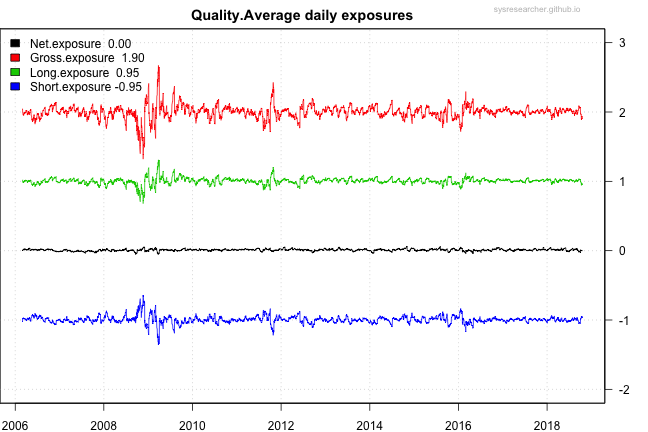 Quality.Average daily exposures
sysresearcher.github.io
Net.exposure 0.00
Gross.exposure 1.90
Long.exposure 0.95
Short.exposure -0.95
3
2
1
0
-1
-2
2006 2008 2010 2012 2014 2016 2018